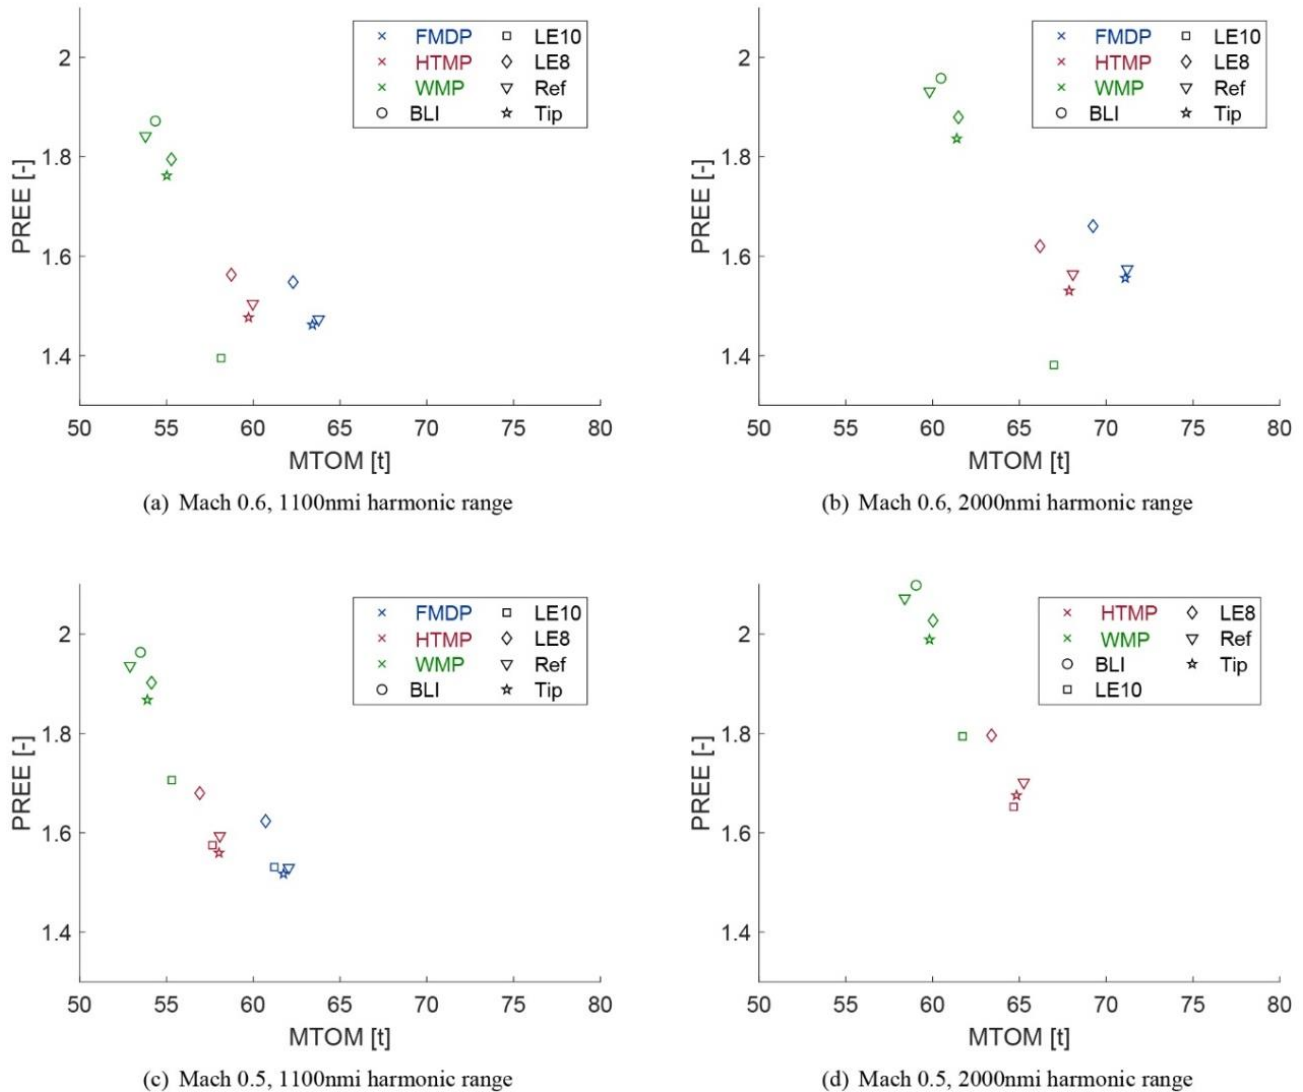 2
1.8
1.6
1.4
PREE [-]
50 55 60 65 70 75 80
MTOM [t]
FMDP LE10
HTMP LE8
WMP Ref
BLI Tip
(a) Mach 0.6, 1100nmi harmonic range
2
1.8
1.6
1.4
PREE [-]
50 55 60 65 70 75 80
MTOM [t]
FMDP LE10
HTMP LE8
WMP Ref
BLI Tip
(b) Mach 0.6, 2000nmi harmonic range
2
1.8
1.6
1.4
PREE [-]
50 55 60 65 70 75 80
MTOM [t]
FMDP LE10
HTMP LE8
WMP Ref
BLI Tip
(c) Mach 0.5, 1100nmi harmonic range
2
1.8
1.6
1.4
PREE [-]
50 55 60 65 70 75 80
MTOM [t]
HTMP LE8
WMP Ref
BLI Tip
LE10
(d) Mach 0.5, 2000nmi harmonic range